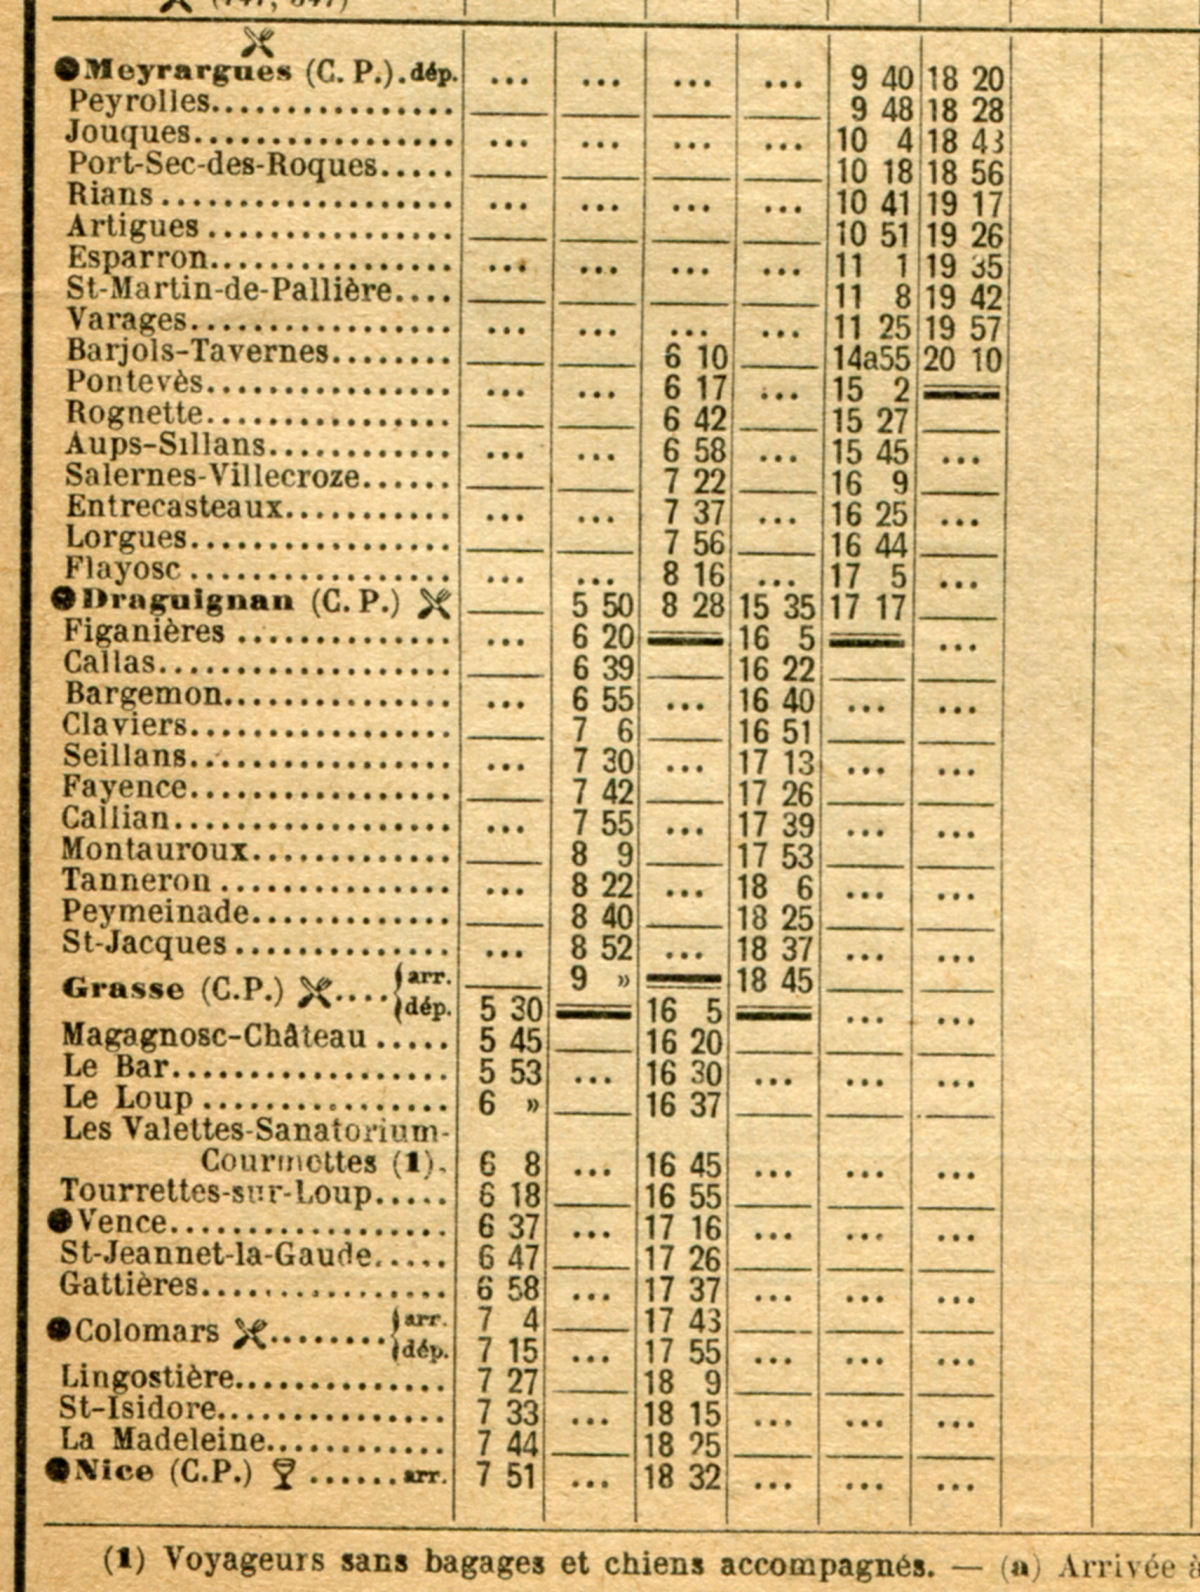 ●Meyrargues (C. P.).dép. ... ... ... ... 9 40 18 20
Peyrolles................ 9 48 18 28
Jouques................ ... ... ... ... 10 4 18 43
Port-Sec-des-Roques..... 10 18 18 56
Rians ................... ... ... ... ... 10 41 19 17
Artigues ................ 10 51 19 26
Esparron................ ... ... ... ... 11 1 19 35
St-Martin-de-Pallière.... 11 8 19 42
Varages................. ... ... ... ... 11 25 19 57
Barjols-Tavernes........ 6 10 14a55 20 10
Pontevès................ ... ... 6 17 ... 15 2
Rognette................ 6 42 15 27
Aups-Sillans............ ... ... 6 58 ... 15 45 ...
Salernes-Villecroze...... 7 22 16 9
Entrecasteaux........... ... ... 7 37 ... 16 25 ...
Lorgues................. 7 56 16 44
Flayosc ................. ... ... 8 16 ... 17 5 ...
●Draguignan (C. P.) 5 50 8 28 15 35 17 17
Figanières .............. ... 6 20 16 5 ...
Callas................... 6 39 16 22
Bargemon............... ... 6 55 ... 16 40 ... ...
Claviers................. 7 6 16 51
Seillans................. ... 7 30 ... 17 13 ... ...
Fayence................. 7 42 17 26
Callian.................. ... 7 55 ... 17 39 ... ...
Montauroux............. 8 9 17 53
Tanneron ............... ... 8 22 ... 18 6 ... ...
Peymeinade............. 8 40 18 25
St-Jacques .............. ... 8 52 ... 18 37 ... ...
Grasse (C.P.) .... arr. 9 » 18 45
dép. 5 30 16 5 ... ...
Magagnosc-Château ..... 5 45 16 20
Le Bar.................. 5 53 ... 16 30 ... ... ...
Le Loup ................ 6 » 16 37
Les Valettes-Sanatorium-
Courmettes (1). 6 8 ... 16 45 ... ... ...
Tourrettes-sur-Loup..... 6 18 16 55
●Vence.................. 6 37 ... 17 16 ... ... ...
St-Jeannet-la-Gaude..... 6 47 17 26
Gattières................ 6 58 ... 17 37 ... ... ...
●Colomars ........ arr. 7 4 17 43
dép. 7 15 ... 17 55 ... ... ...
Lingostière.............. 7 27 18 9
St-Isidore............... 7 33 ... 18 15 ... ... ...
La Madeleine............ 7 44 18 25
●Nice (C.P.) ......arr. 7 51 ... 18 32 ... ... ...
(1) Voyageurs sans bagages et chiens accompagnés. — (a) Arrivée à